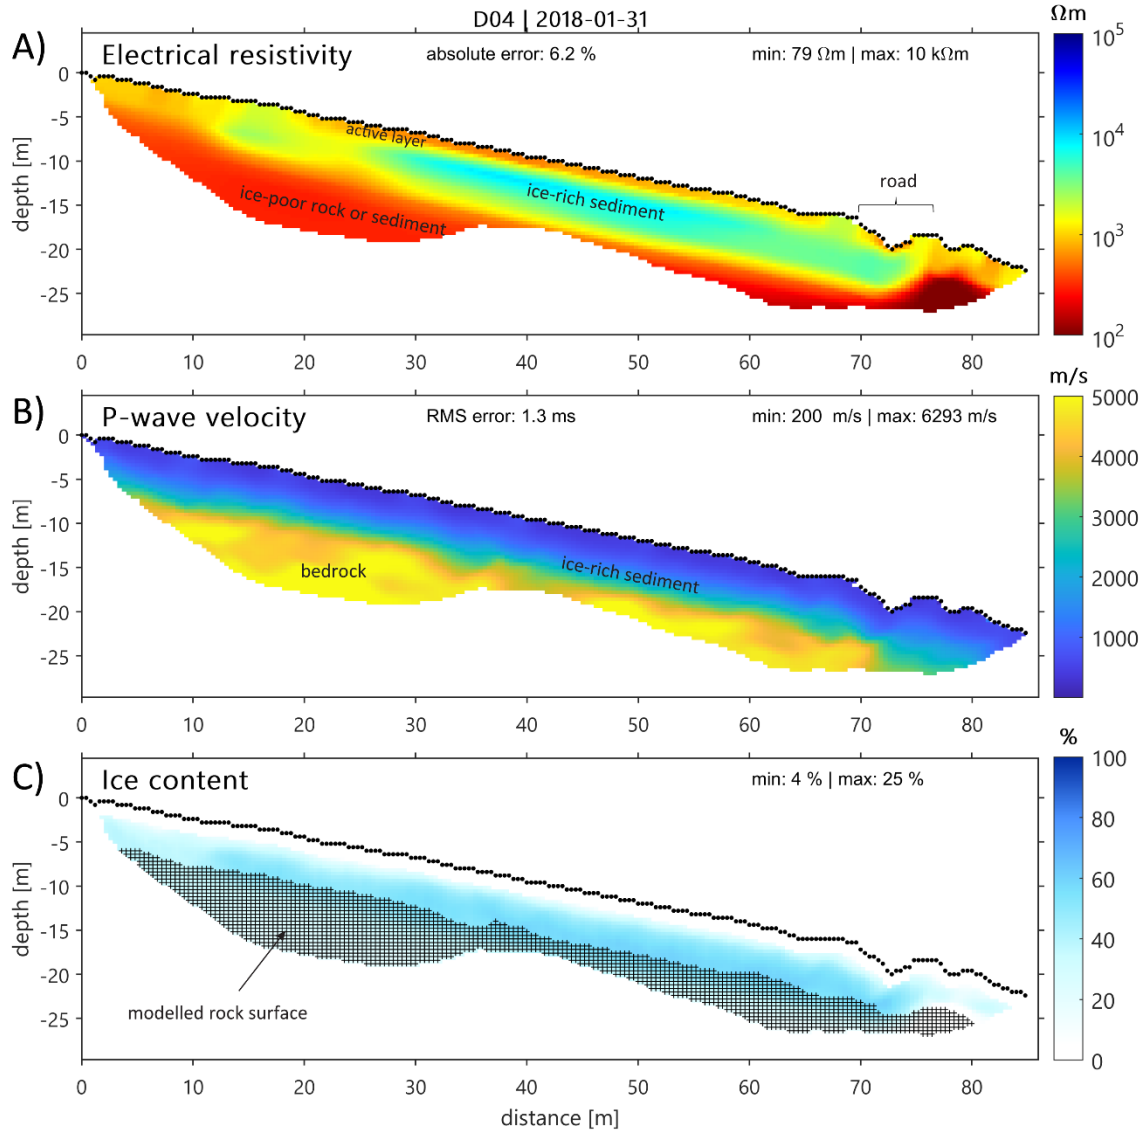 D04 | 2018-01-31
Ωm
A)
Electrical resistivity
absolute error: 6.2 %
min: 79 Ωm | max: 10 kΩm
0
-5
-10
-15
-20
-25
depth [m]
active layer
ice-rich sediment
ice-poor rock or sediment
road
10⁵
10⁴
10³
10²
0 10 20 30 40 50 60 70 80
m/s
B)
P-wave velocity
RMS error: 1.3 ms
min: 200 m/s | max: 6293 m/s
0
-5
-10
-15
-20
-25
depth [m]
bedrock
ice-rich sediment
5000
4000
3000
2000
1000
0 10 20 30 40 50 60 70 80
%
C)
Ice content
min: 4 % | max: 25 %
0
-5
-10
-15
-20
-25
depth [m]
modelled rock surface
100
80
60
40
20
0
0 10 20 30 40 50 60 70 80
distance [m]